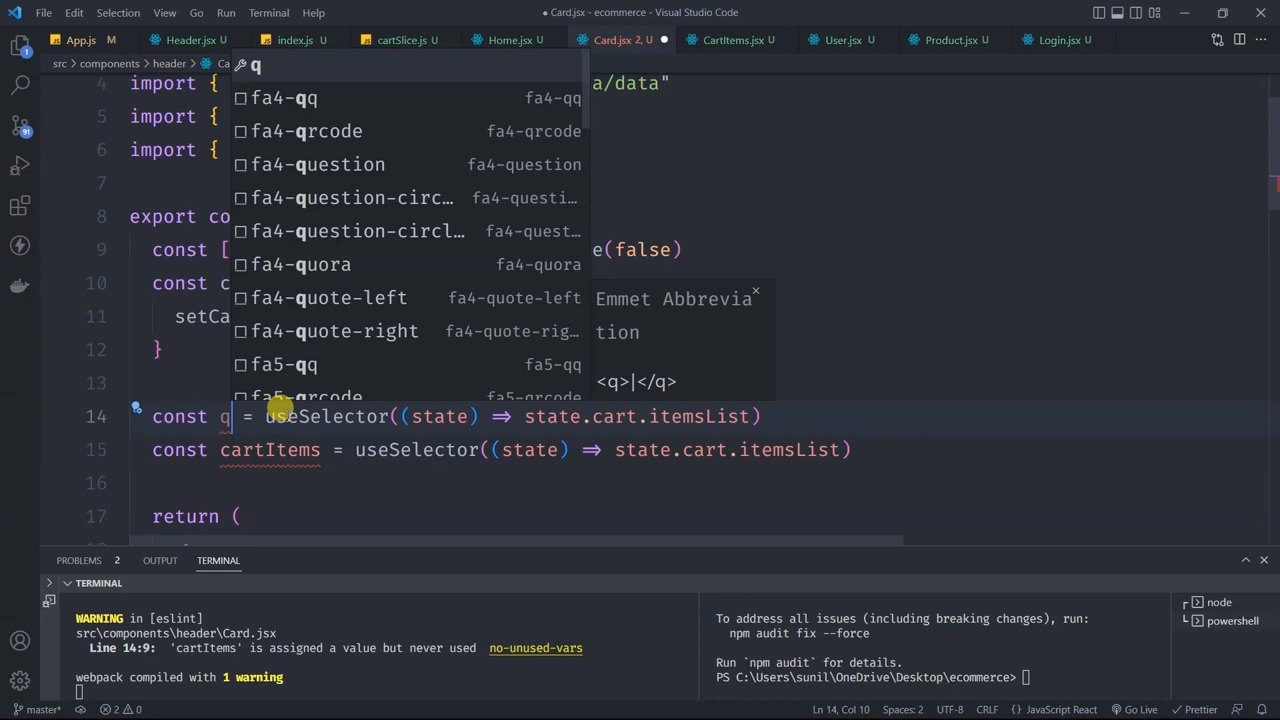 File Edit Selection View Go Run Terminal Help
● Card.jsx - ecommerce - Visual Studio Code
App.js M Header.jsx U index.js U cartSlice.js U Home.jsx U Card.jsx 2, U CartItems.jsx U User.jsx U Product.jsx U Login.jsx
src > components > header > Ca
q
fa4-qq fa4-qq
fa4-qrcode fa4-qrcode
fa4-question fa4-question
fa4-question-circ... fa4-questi...
fa4-question-circl... fa4-quest...
fa4-quora fa4-quora
fa4-quote-left fa4-quote-left
fa4-quote-right fa4-quote-rig...
fa5-qq fa5-qq
fa5-qrcode fa5-qrcode
Emmet Abbrevia
tion
<q>|</q>
4 import { a/data"
5 import {
6 import {
7
8 export co
9 const [ e(false)
10 const c
11 setCa
12 }
13
14 const q = useSelector((state) => state.cart.itemsList)
15 const cartItems = useSelector((state) => state.cart.itemsList)
16
17 return (
PROBLEMS 2 OUTPUT TERMINAL
TERMINAL
WARNING in [eslint]
src\components\header\Card.jsx
Line 14:9: 'cartItems' is assigned a value but never used no-unused-vars
webpack compiled with 1 warning
To address all issues (including breaking changes), run:
npm audit fix --force
Run `npm audit` for details.
PS C:\Users\sunil\OneDrive\Desktop\ecommerce>
node
powershell
1
91
master* 2 0 Ln 14, Col 10 Spaces: 2 UTF-8 CRLF JavaScript React Go Live Prettier